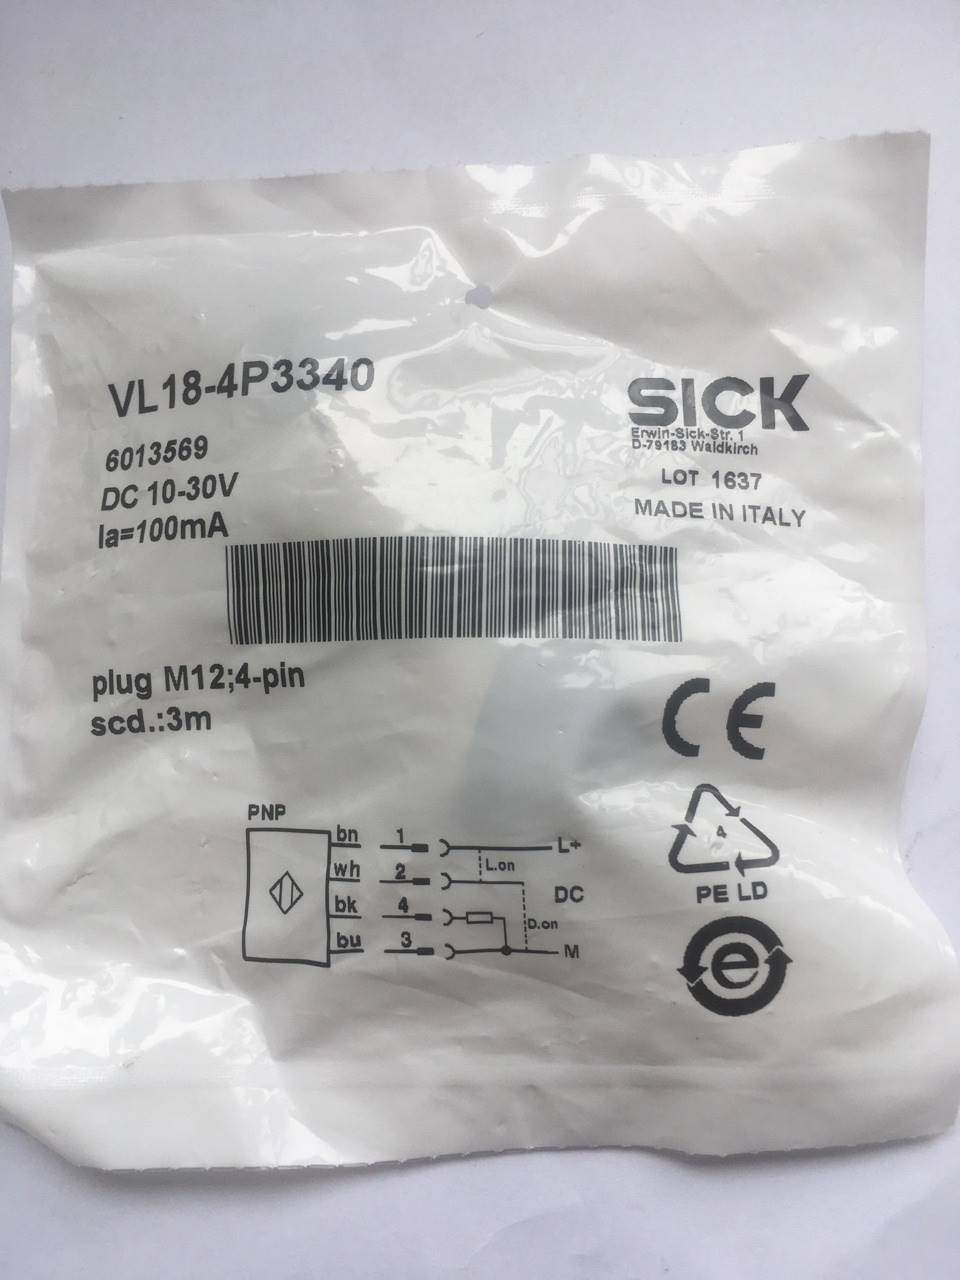 VL18-4P3340
6013569
DC 10-30V
Ia=100mA
SICK
Erwin-Sick-Str. 1
D-79183 Waldkirch
LOT 1637
MADE IN ITALY
plug M12;4-pin
scd.:3m
CE
4
PE LD
e
PNP
bn 1 L+
L.on
wh 2
DC
bk 4
D.on
bu 3 M